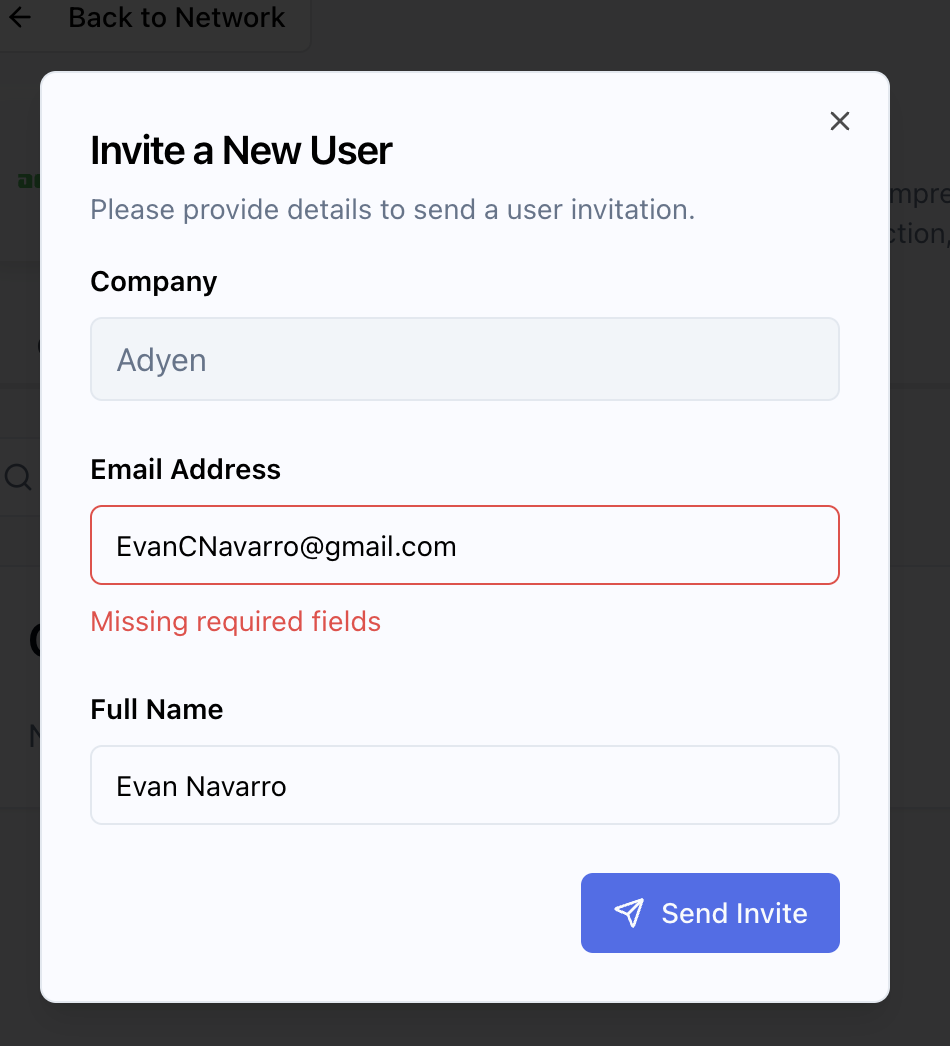 Back to Network
Invite a New User
Please provide details to send a user invitation.
Company
Adyen
Email Address
EvanCNavarro@gmail.com
Missing required fields
Full Name
Evan Navarro
Send Invite